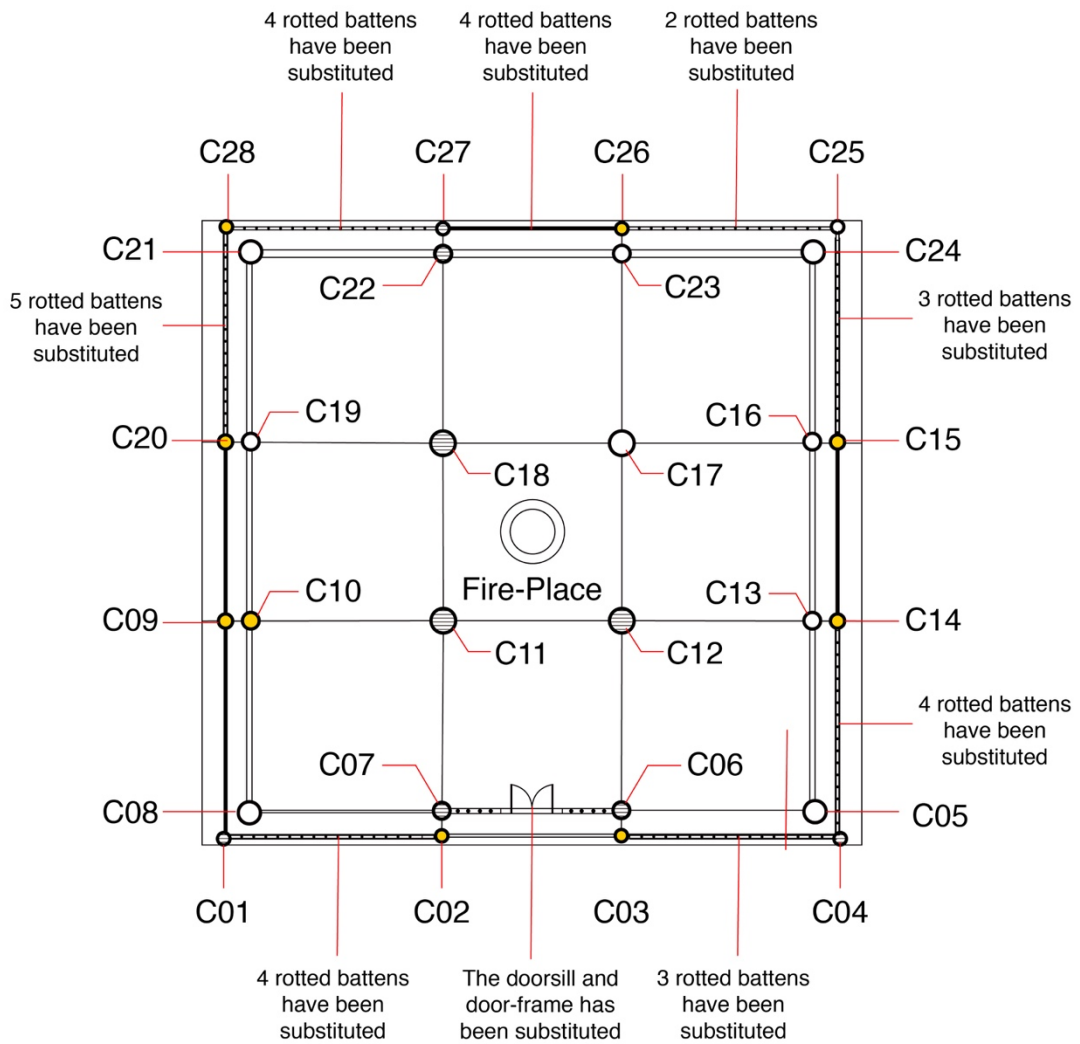 4 rotted battens
have been
substituted
4 rotted battens
have been
substituted
2 rotted battens
have been
substituted
C28
C27
C26
C25
C21
C24
C22
C23
5 rotted battens
have been
substituted
3 rotted battens
have been
substituted
C19
C16
C20
C15
C18
C17
Fire-Place
C10
C13
C09
C14
C11
C12
4 rotted battens
have been
substituted
C07
C06
C08
C05
C01
C02
C03
C04
4 rotted battens
have been
substituted
The doorsill and
door-frame has
been substituted
3 rotted battens
have been
substituted